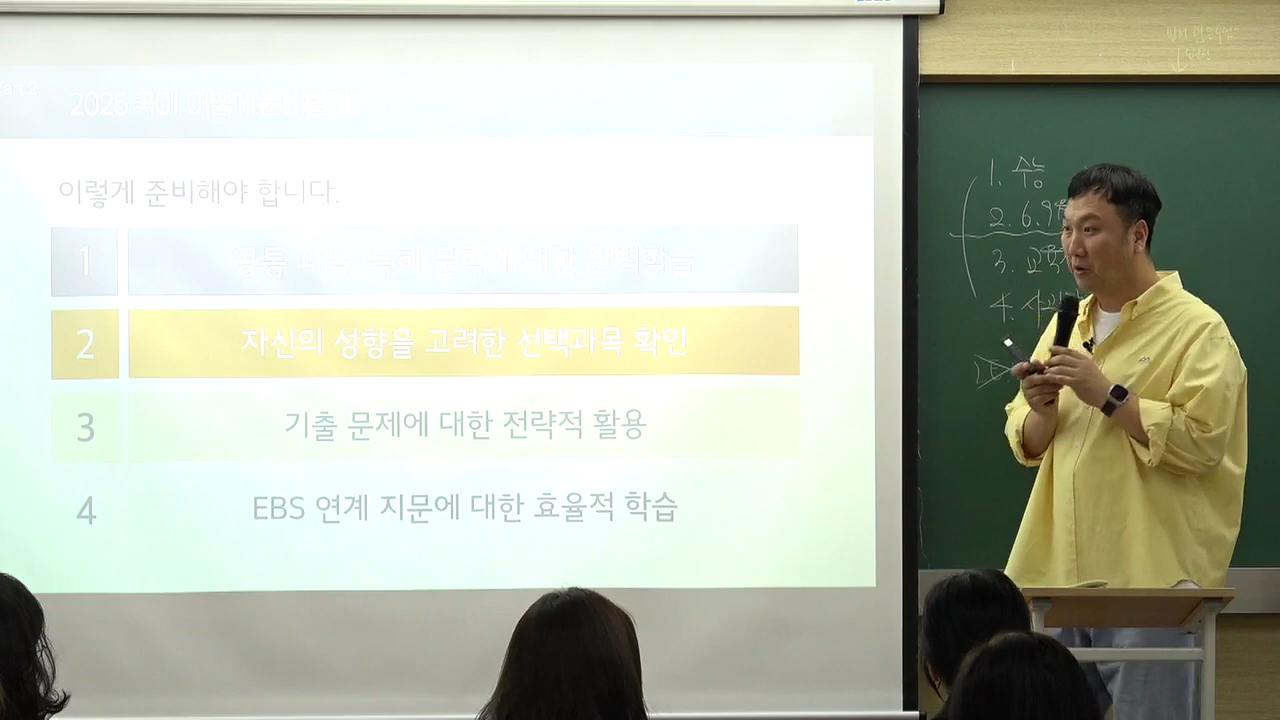 Part 2
2025 국어, 어떻게 준비할까?
이렇게 준비해야 합니다.
1 공통 과목 독해 문학에 대한 완벽학습
2 자신의 성향을 고려한 선택과목 확인
3 기출 문제에 대한 전략적 활용
4 EBS 연계 지문에 대한 효율적 학습
1. 수능
2. 6.9
3. 교육
4.